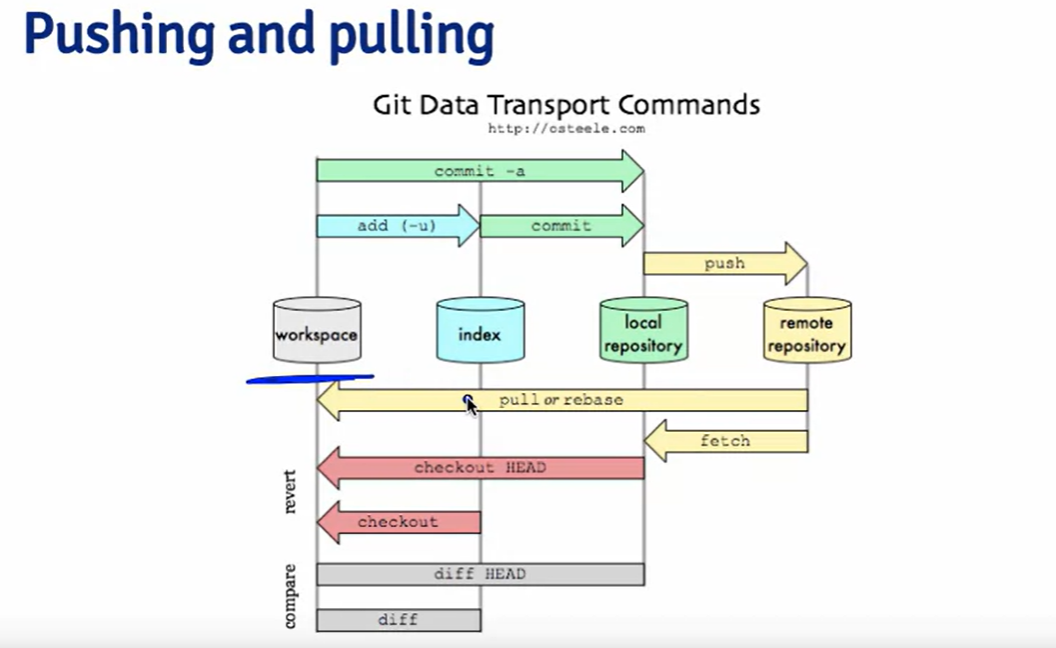 Pushing and pulling
Git Data Transport Commands
http://osteele.com
commit -a
add (-u)
commit
push
workspace
index
local
repository
remote
repository
pull or rebase
fetch
revert
checkout HEAD
checkout
compare
diff HEAD
diff